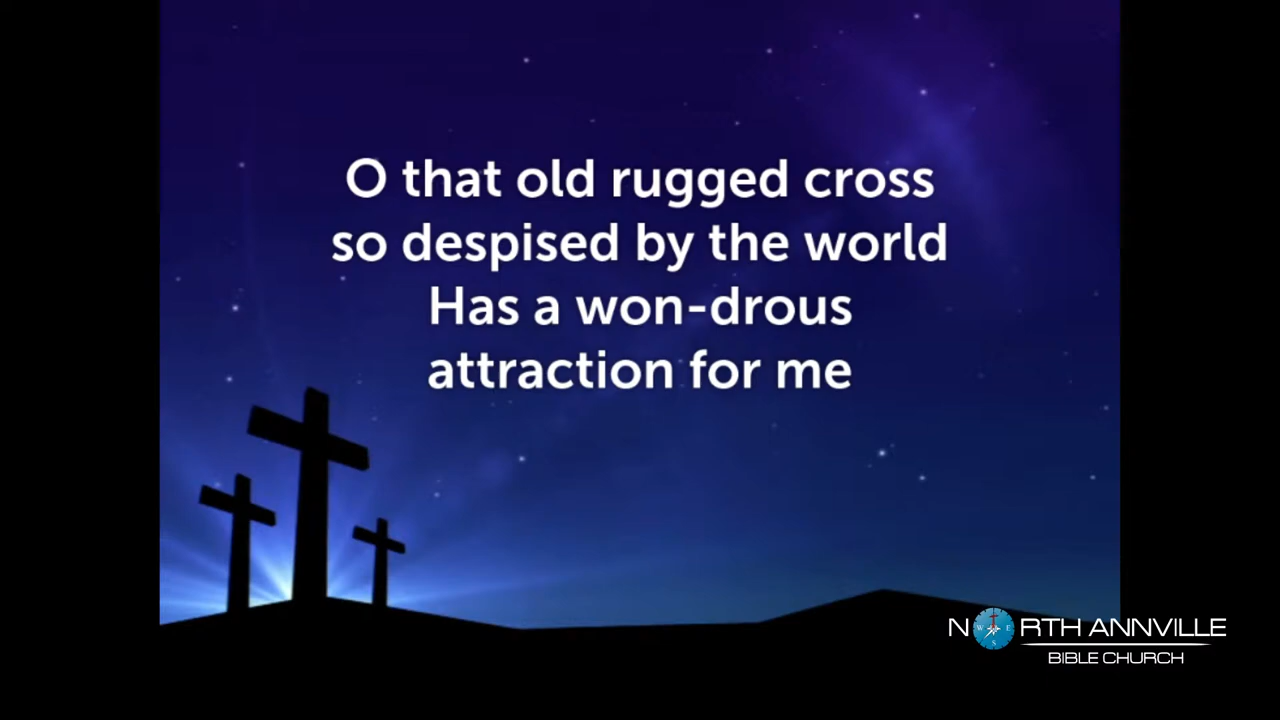 O that old rugged cross
so despised by the world
Has a won-drous
attraction for me
NORTH ANNVILLE
BIBLE CHURCH
W E
S